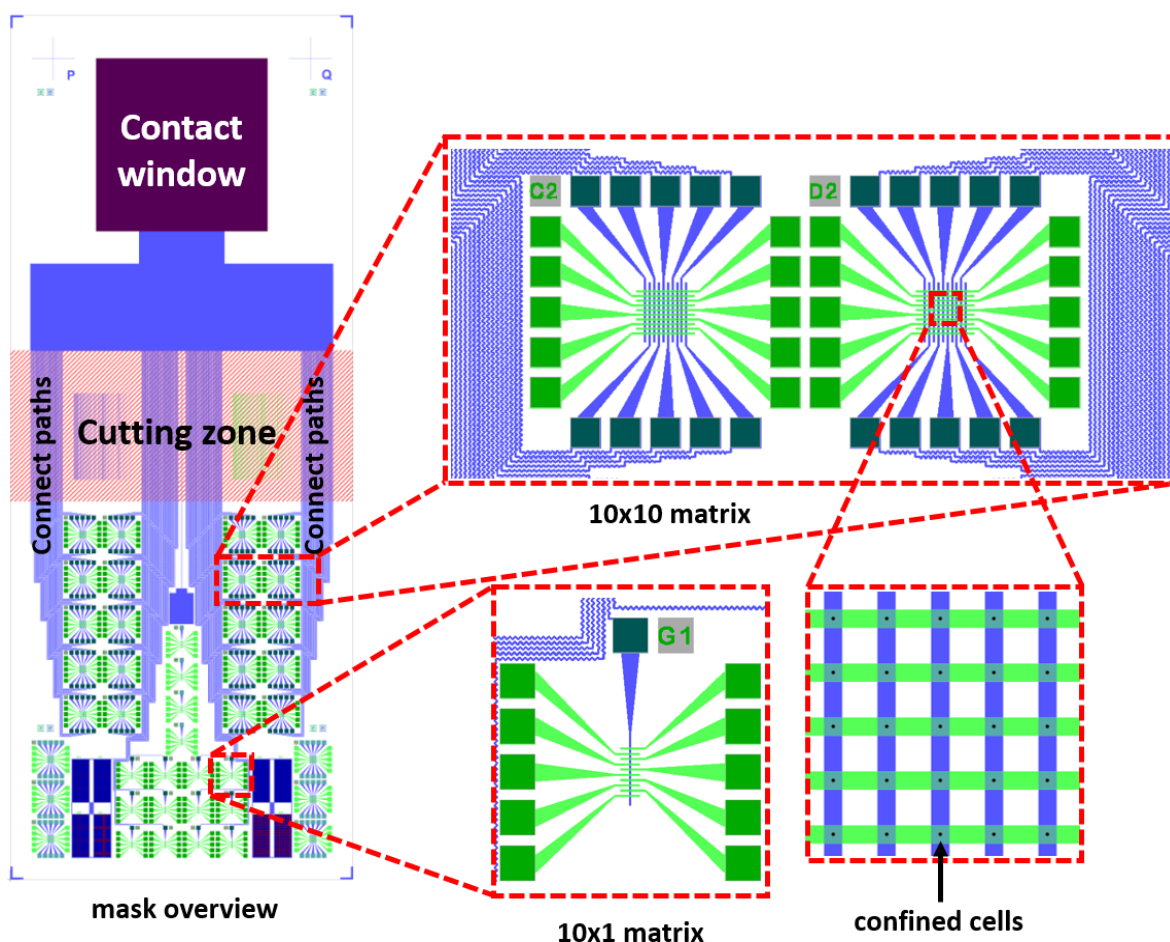 P
Q
Contact
window
Connect paths
Cutting zone
Connect paths
C2
D2
10x10 matrix
G1
mask overview
10x1 matrix
confined cells